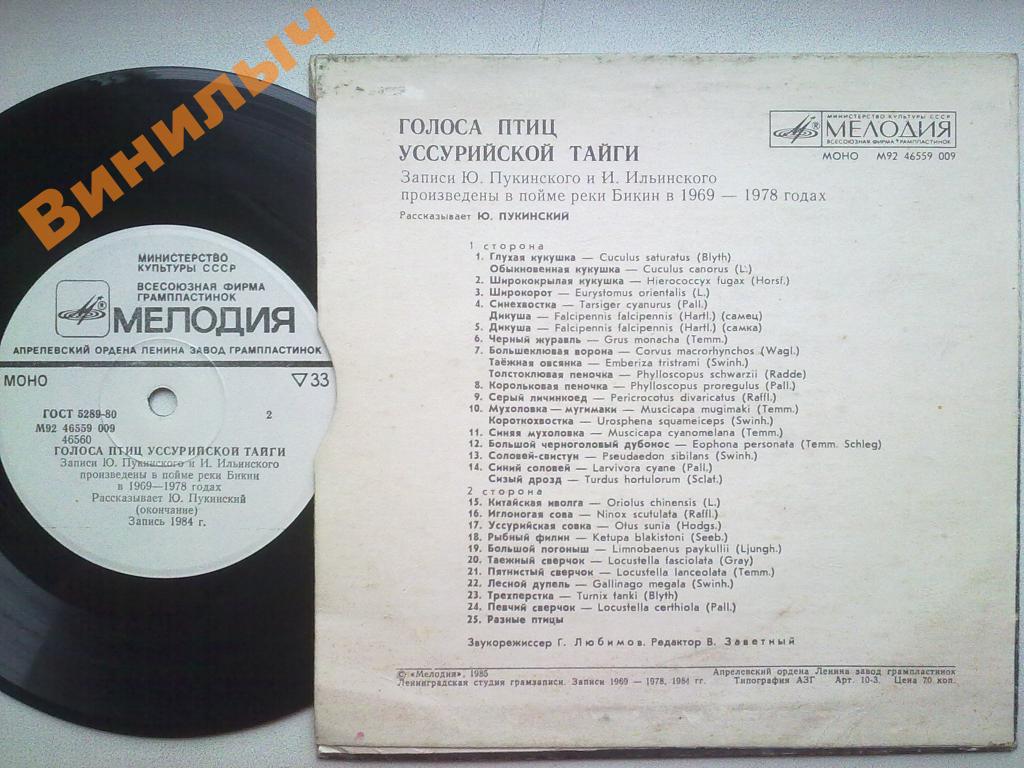 Винилыч
МИНИСТЕРСТВО
КУЛЬТУРЫ СССР
ВСЕСОЮЗНАЯ ФИРМА
ГРАМПЛАСТИНОК
МЕЛОДИЯ
АПРЕЛЕВСКИЙ ОРДЕНА ЛЕНИНА ЗАВОД ГРАМПЛАСТИНОК
МОНО ▽33
ГОСТ 5289-80 2
М92 46559 009
46560
ГОЛОСА ПТИЦ УССУРИЙСКОЙ ТАЙГИ
Записи Ю. Пукинского и И. Ильинского
произведены в пойме реки Бикин
в 1969—1978 годах
Рассказывает Ю. Пукинский
(окончание)
Запись 1984 г.
ГОЛОСА ПТИЦ
УССУРИЙСКОЙ ТАЙГИ
МИНИСТЕРСТВО КУЛЬТУРЫ СССР
МЕЛОДИЯ
ВСЕСОЮЗНАЯ ФИРМА ГРАМПЛАСТИНОК
МОНО М92 46559 009
Записи Ю. Пукинского и И. Ильинского
произведены в пойме реки Бикин в 1969 — 1978 годах
Рассказывает Ю. ПУКИНСКИЙ
1 сторона
1. Глухая кукушка — Cuculus saturatus (Blyth)
Обыкновенная кукушка — Cuculus canorus (L.)
2. Ширококрылая кукушка — Hierococcyx fugax (Horsf.)
3. Широкорот — Eurystomus orientalis (L.)
4. Синехвостка — Tarsiger cyanurus (Pall.)
Дикуша — Falcipennis falcipennis (Hartl.) (самец)
5. Дикуша — Falcipennis falcipennis (Hartl.) (самка)
6. Черный журавль — Grus monacha (Temm.)
7. Большеклювая ворона — Corvus macrorhynchos (Wagl.)
Таёжная овсянка — Emberiza tristrami (Swinh.)
Толстоклювая пеночка — Phylloscopus schwarzii (Radde)
8. Корольковая пеночка — Phylloscopus proregulus (Pall.)
9. Серый личинкоед — Pericrocotus divaricatus (Raffl.)
10. Мухоловка — мугимаки — Muscicapa mugimaki (Temm.)
Короткохвостка — Urosphena squameiceps (Swinh.)
11. Синяя мухоловка — Muscicapa cyanomelana (Temm.)
12. Большой черноголовый дубонос — Eophona personata (Temm. Schleg)
13. Соловей-свистун — Pseudaedon sibilans (Swinh.)
14. Синий соловей — Larvivora cyane (Pall.)
Сизый дрозд — Turdus hortulorum (Sclat.)
2 сторона
15. Китайская иволга — Oriolus chinensis (L.)
16. Иглоногая сова — Ninox scutulata (Raffl.)
17. Уссурийская совка — Otus sunia (Hodgs.)
18. Рыбный филин — Ketupa blakistoni (Seeb.)
19. Большой погоныш — Limnobaenus paykullii (Ljungh.)
20. Таежный сверчок — Locustella fasciolata (Gray)
21. Пятнистый сверчок — Locustella lanceolata (Temm.)
22. Лесной дупель — Gallinago megala (Swinh.)
23. Трехперстка — Turnix tanki (Blyth)
24. Певчий сверчок — Locustella certhiola (Pall.)
25. Разные птицы
Звукорежиссер Г. Любимов. Редактор В. Заветный
© «Мелодия», 1985 Апрелевский ордена Ленина завод грампластинок
Ленинградская студия грамзаписи. Записи 1969 — 1978, 1984 гг. Типография АЗГ Арт. 10-3. Цена 70 коп.